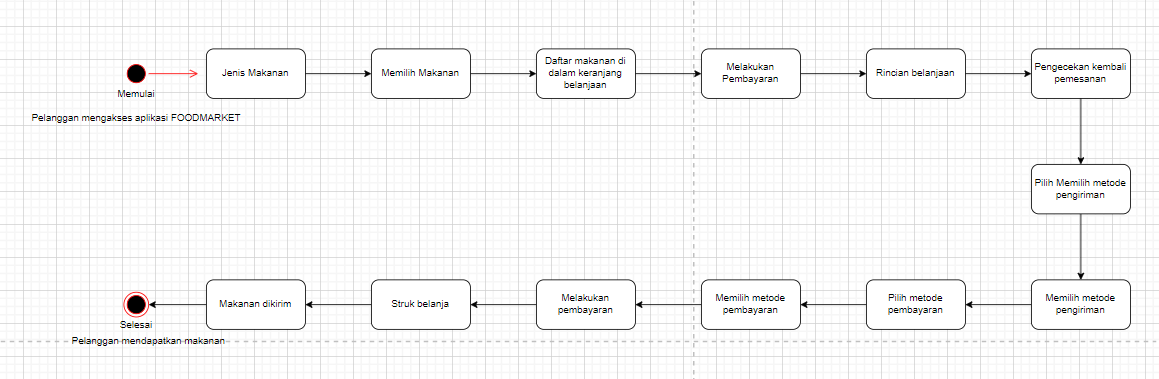 Memulai
Pelanggan mengakses aplikasi FOODMARKET
Jenis Makanan
Memilih Makanan
Daftar makanan di
dalam keranjang
belanjaan
Melakukan
Pembayaran
Rincian belanjaan
Pengecekan kembali
pemesanan
Pilih Memilih metode
pengiriman
Memilih metode
pengiriman
Pilih metode
pembayaran
Memilih metode
pembayaran
Melakukan
pembayaran
Struk belanja
Makanan dikirim
Selesai
Pelanggan mendapatkan makanan